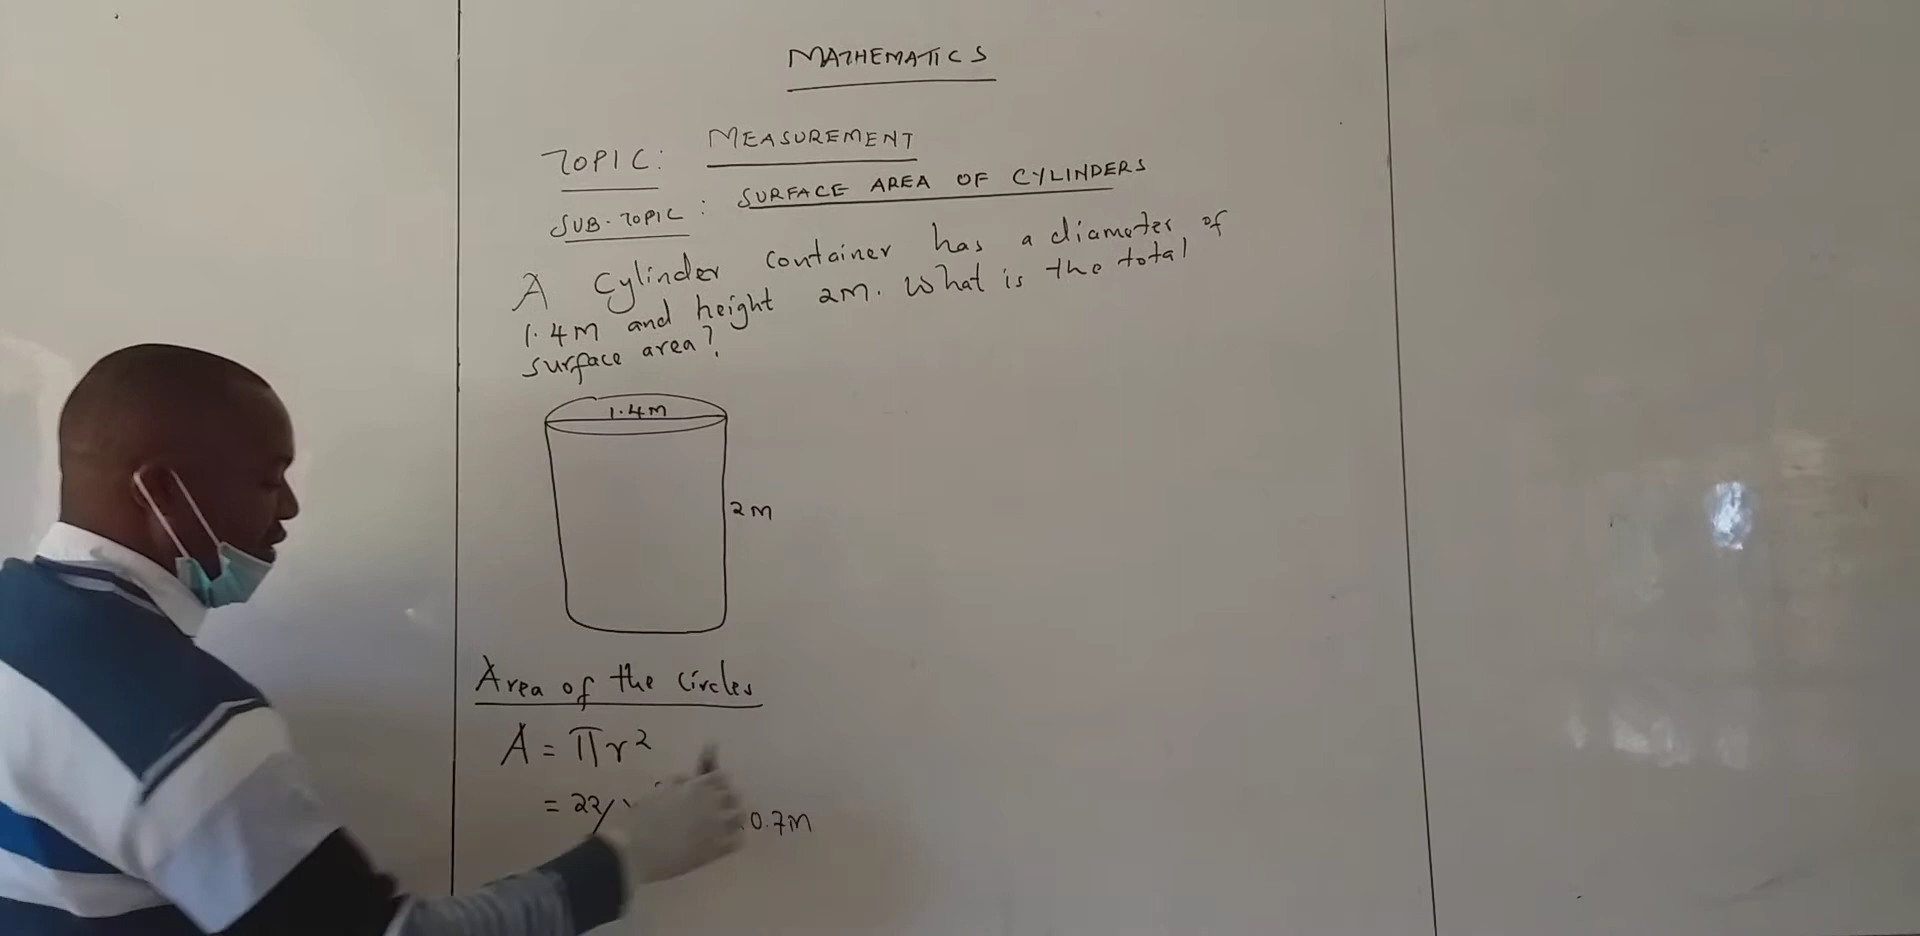 MATHEMATICS
TOPIC: MEASUREMENT
SUB-TOPIC: SURFACE AREA OF CYLINDERS
A Cylinder container has a diameter of
1.4M and height 2M. What is the total
surface area?
1.4M
2M
Area of the Circles
A = πr²
= 22/
0.7M